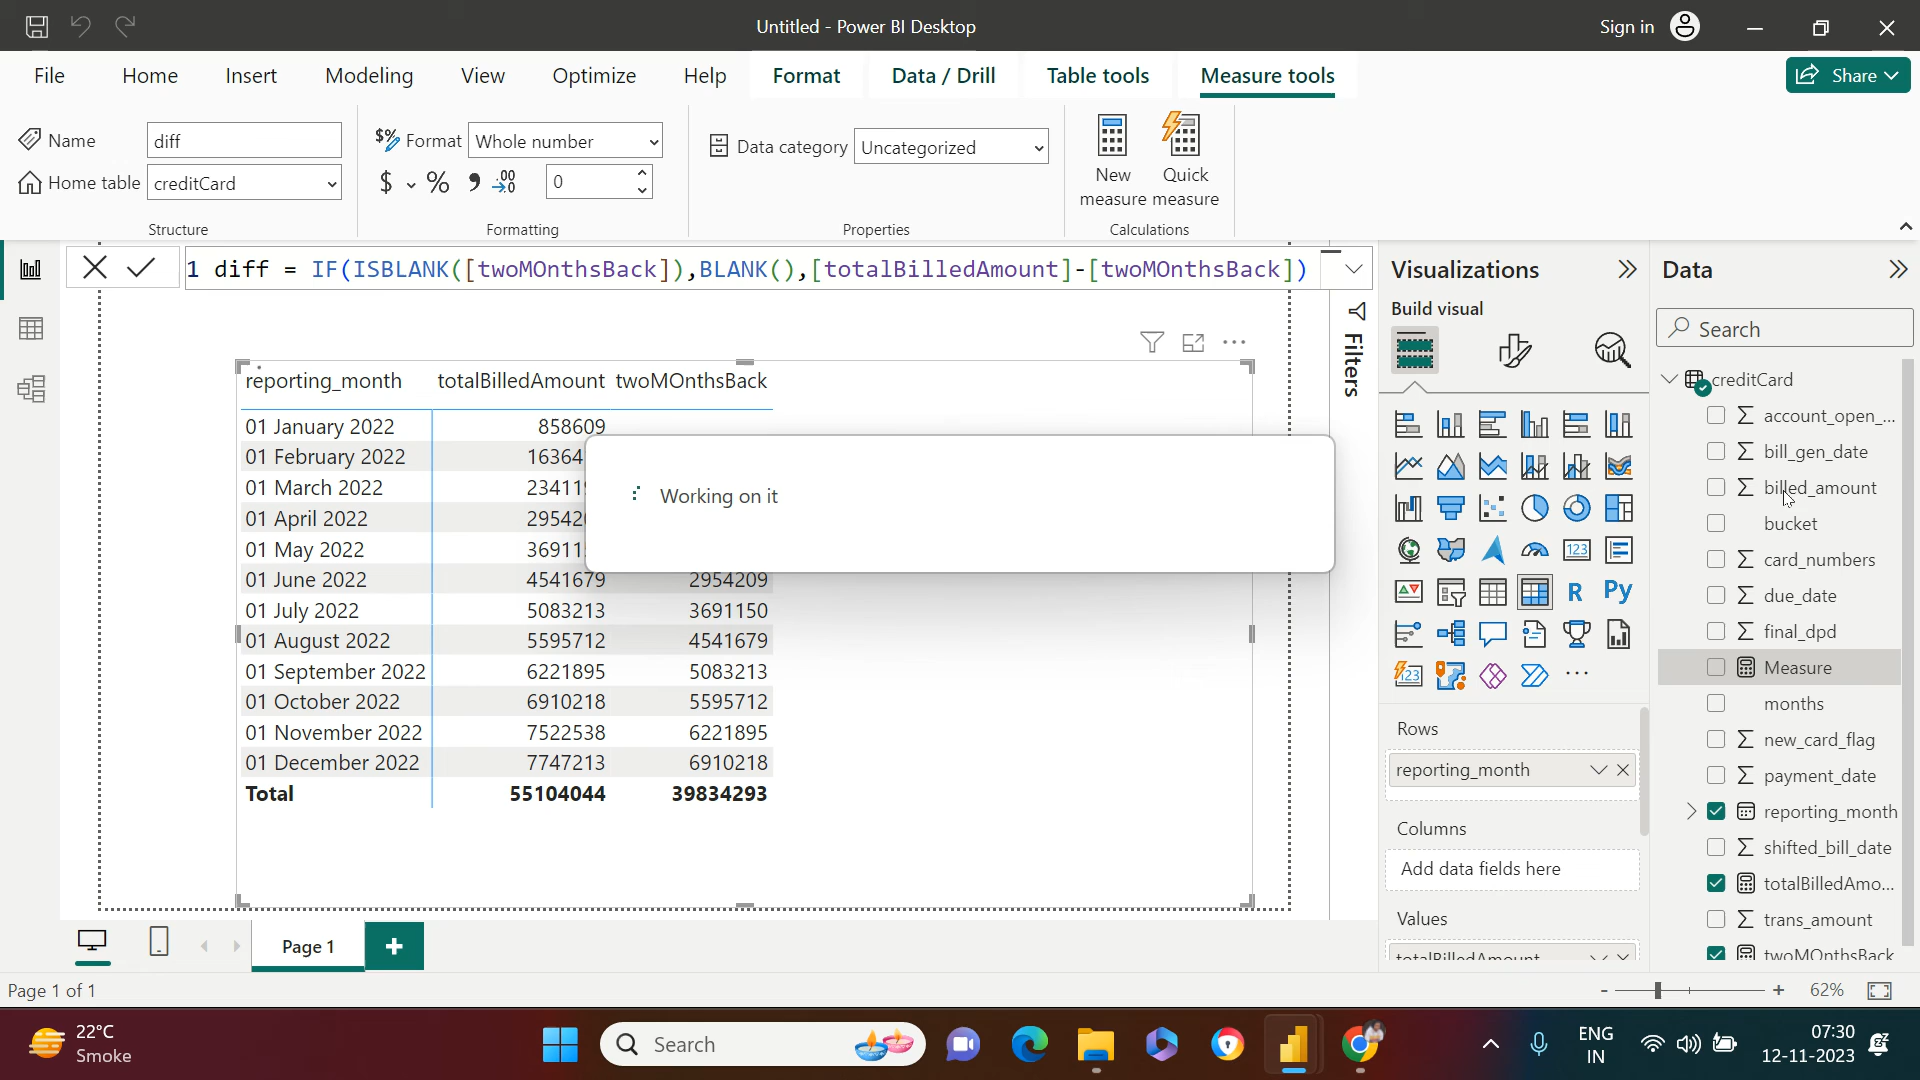 Untitled - Power BI Desktop
Sign in
File Home Insert Modeling View Optimize Help Format Data / Drill Table tools Measure tools
Share
Name diff
Home table creditCard
Structure
Format Whole number
$ % 0
Formatting
Data category Uncategorized
Properties
New measure
Quick measure
Calculations
1 diff = IF(ISBLANK([twoMOnthsBack]),BLANK(),[totalBilledAmount]-[twoMOnthsBack])
reporting_month totalBilledAmount twoMOnthsBack
01 January 2022 858609
01 February 2022 16364
01 March 2022 23411
01 April 2022 29542
01 May 2022 36911
01 June 2022 4541679 2954209
01 July 2022 5083213 3691150
01 August 2022 5595712 4541679
01 September 2022 6221895 5083213
01 October 2022 6910218 5595712
01 November 2022 7522538 6221895
01 December 2022 7747213 6910218
Total 55104044 39834293
Working on it
Filters
Visualizations
Build visual
123
R
Py
123
Rows
reporting_month
Columns
Add data fields here
Values
totalBilledAmount
Data
Search
creditCard
account_open_...
bill_gen_date
billed_amount
bucket
card_numbers
due_date
final_dpd
Measure
months
new_card_flag
payment_date
reporting_month
shifted_bill_date
totalBilledAmo...
trans_amount
twoMOnthsBack
Page 1
+
Page 1 of 1
- + 62%
22°C
Smoke
Search
ENG
IN
07:30
12-11-2023